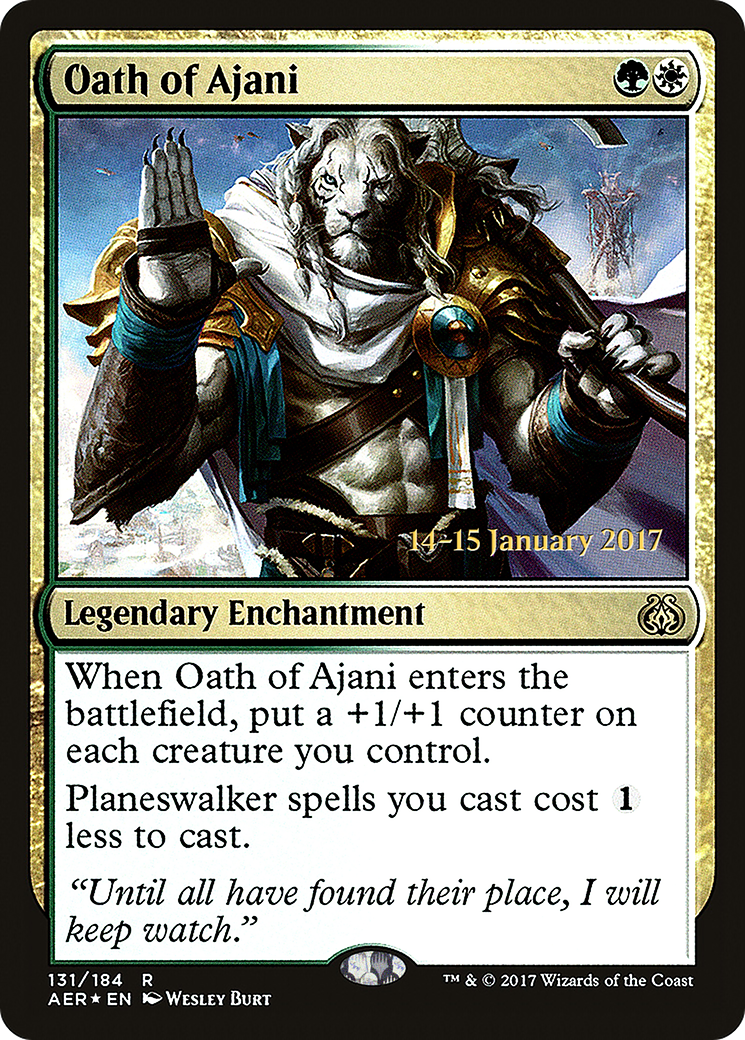 Oath of Ajani
14–15 January 2017
Legendary Enchantment
When Oath of Ajani enters the
battlefield, put a +1/+1 counter on
each creature you control.
Planeswalker spells you cast cost 1
less to cast.
“Until all have found their place, I will
keep watch.”
131/184 R
™ & © 2017 Wizards of the Coast
AER★EN Wesley Burt